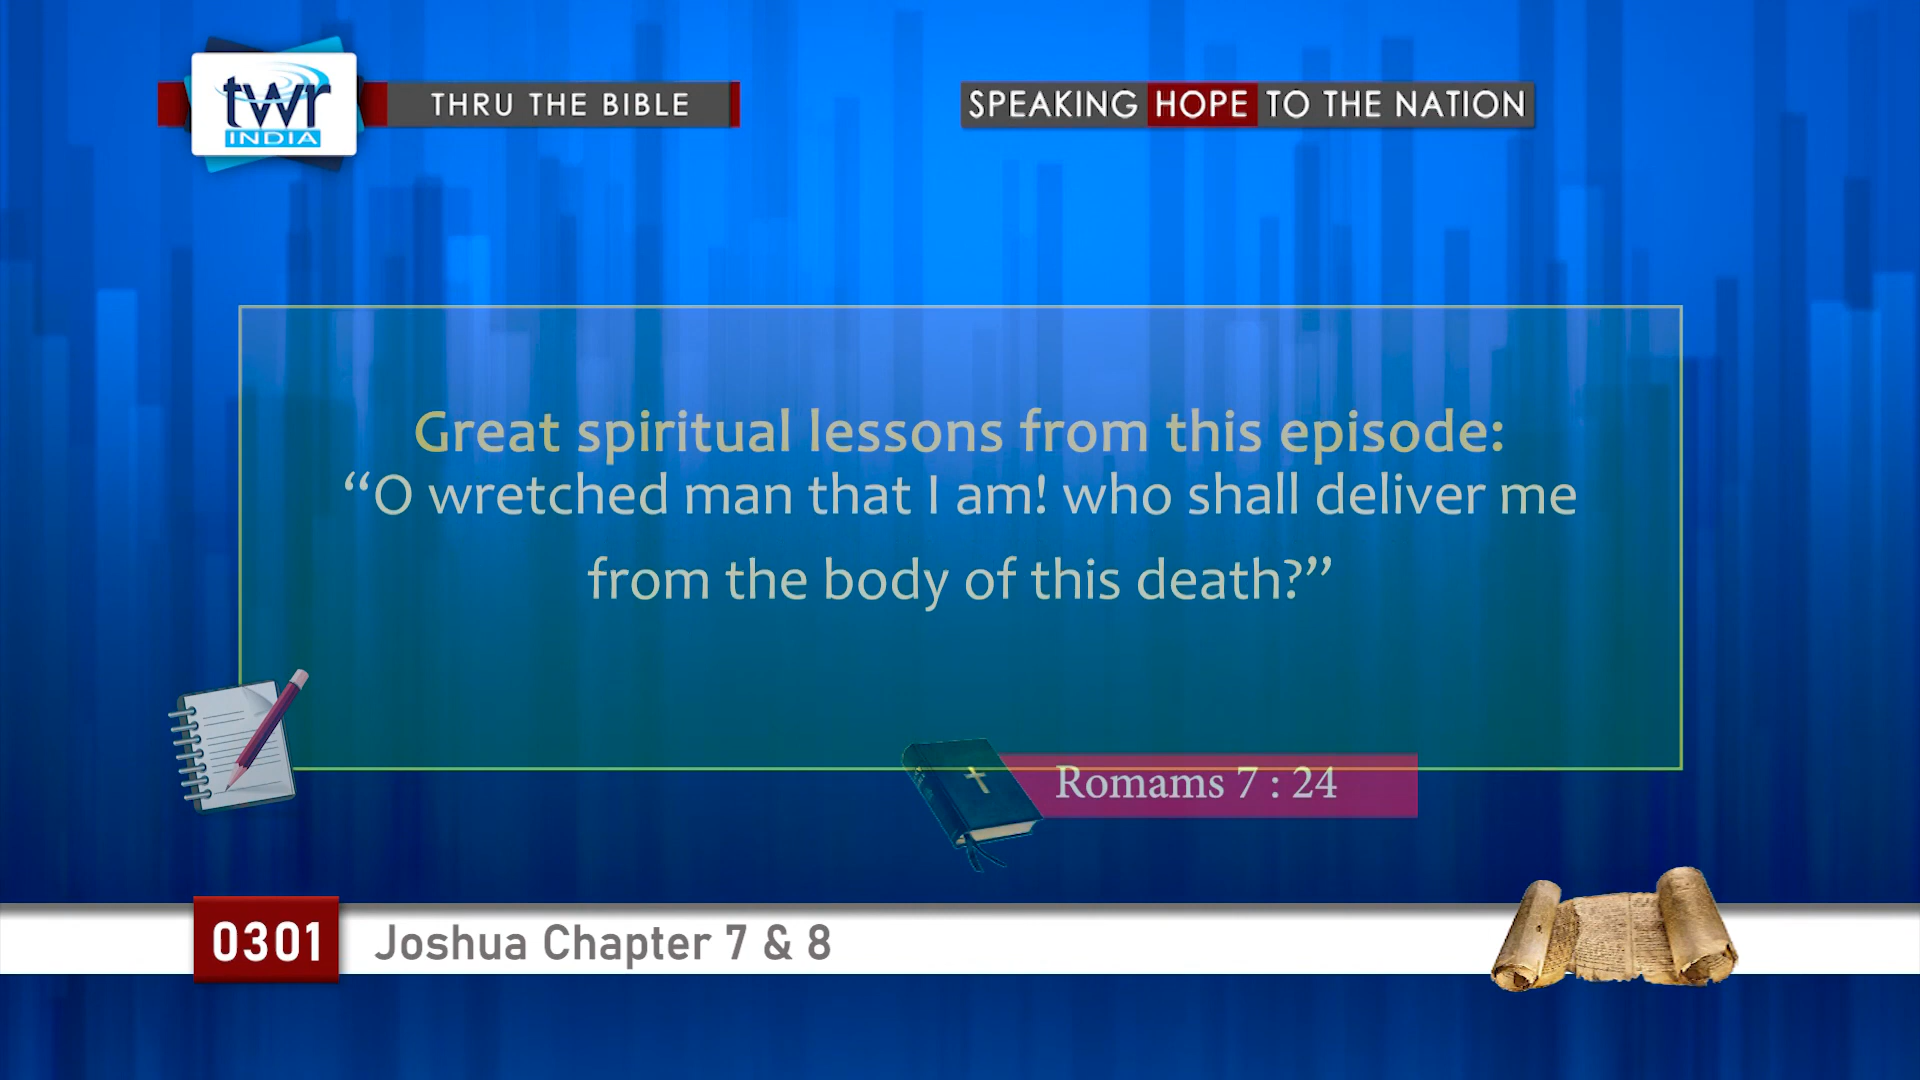 twr
INDIA
THRU THE BIBLE
SPEAKING HOPE TO THE NATION
Great spiritual lessons from this episode:
“O wretched man that I am! who shall deliver me
from the body of this death?”
Romams 7 : 24
0301
Joshua Chapter 7 & 8